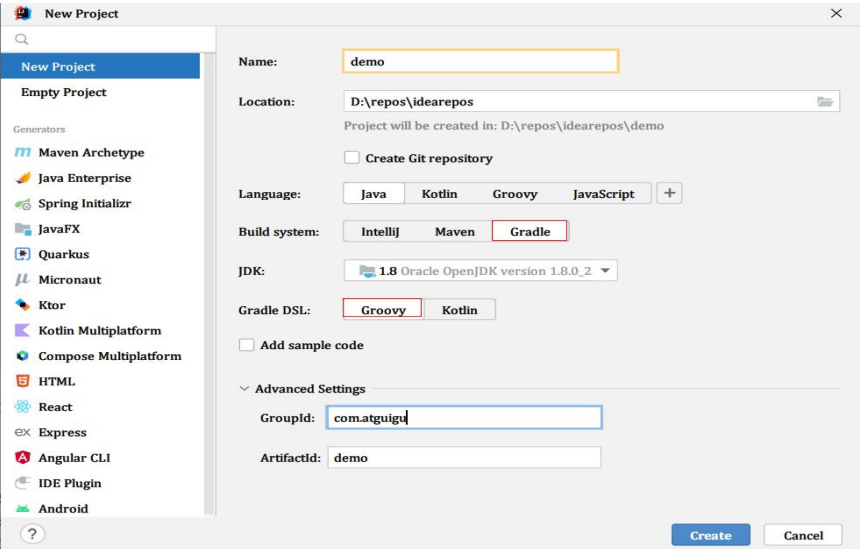 New Project
New Project
Empty Project
Generators
Maven Archetype
Java Enterprise
Spring Initializr
JavaFX
Quarkus
Micronaut
Ktor
Kotlin Multiplatform
Compose Multiplatform
HTML
React
ex Express
Angular CLI
IDE Plugin
Android
Name: demo
Location: D:\repos\idearepos
Project will be created in: D:\repos\idearepos\demo
Create Git repository
Language: Java Kotlin Groovy JavaScript +
Build system: IntelliJ Maven Gradle
JDK: 1.8 Oracle OpenJDK version 1.8.0_2
Gradle DSL: Groovy Kotlin
Add sample code
Advanced Settings
GroupId: com.atguigu
ArtifactId: demo
? Create Cancel